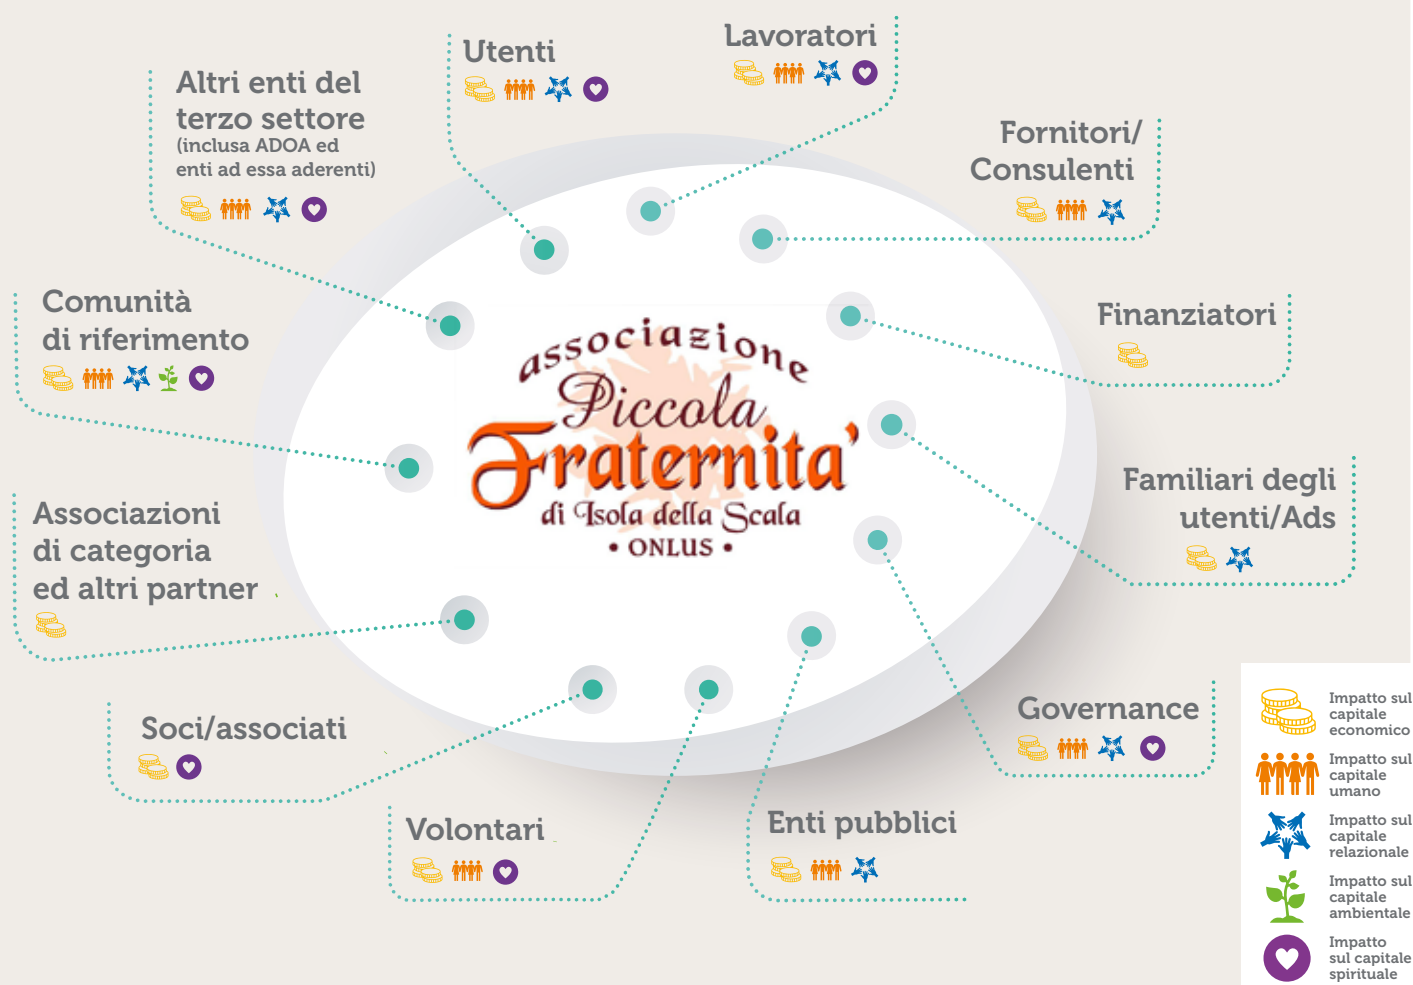 Utenti
Lavoratori
Altri enti del
terzo settore
(inclusa ADOA ed
enti ad essa aderenti)
Fornitori/
Consulenti
Comunità
di riferimento
Finanziatori
associazione
Piccola
Fraternita'
di Isola della Scala
• ONLUS •
Familiari degli
utenti/Ads
Associazioni
di categoria
ed altri partner
Soci/associati
Governance
Volontari
Enti pubblici
Impatto sul
capitale
economico
Impatto sul
capitale
umano
Impatto sul
capitale
relazionale
Impatto sul
capitale
ambientale
Impatto
sul capitale
spirituale